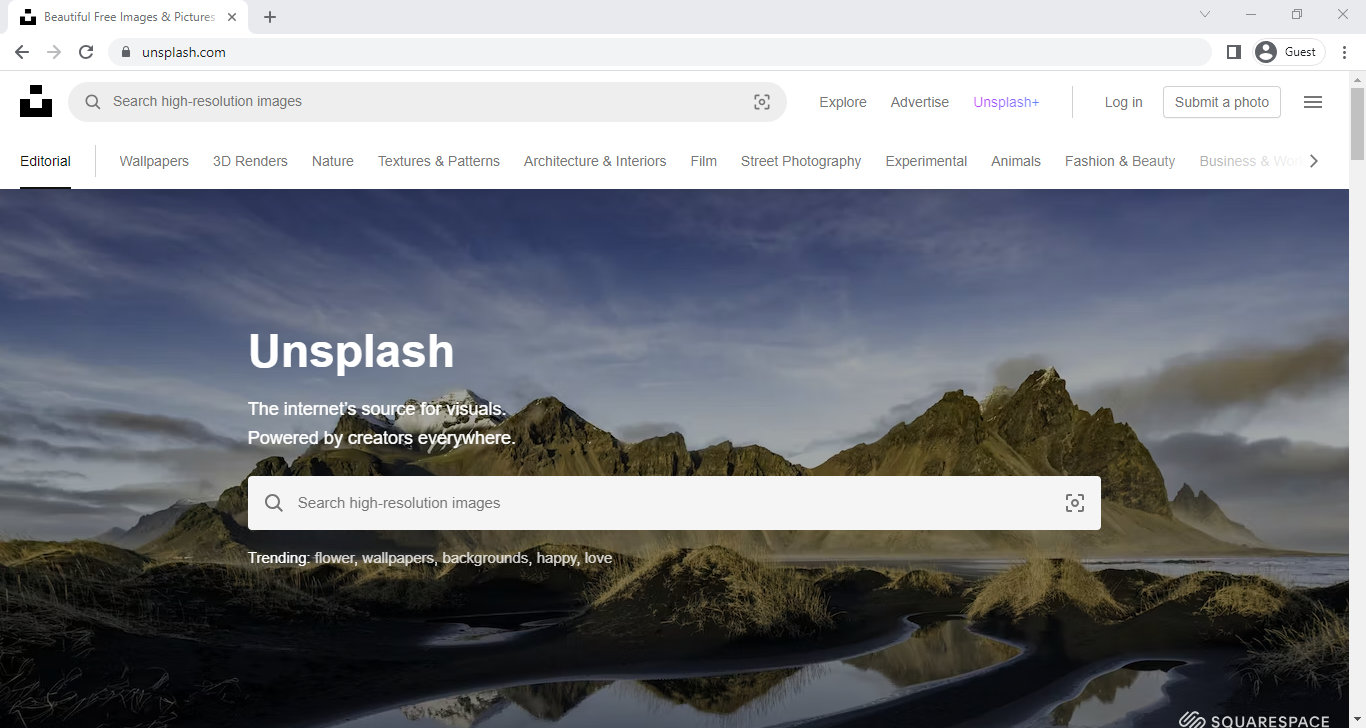 Beautiful Free Images & Pictures
unsplash.com
Guest
Search high-resolution images
Explore
Advertise
Unsplash+
Log in
Submit a photo
Editorial
Wallpapers
3D Renders
Nature
Textures & Patterns
Architecture & Interiors
Film
Street Photography
Experimental
Animals
Fashion & Beauty
Business &
Unsplash
The internet's source for visuals.
Powered by creators everywhere.
Search high-resolution images
Trending: flower, wallpapers, backgrounds, happy, love
SQUARESPACE